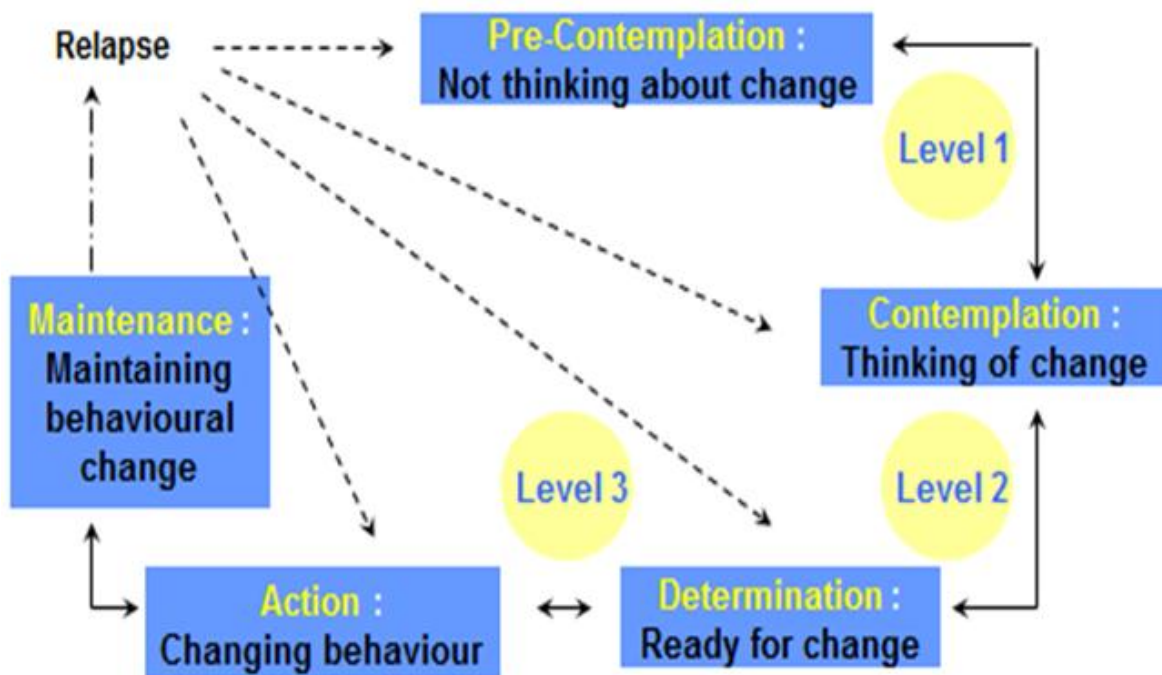 Relapse
Pre-Contemplation :
Not thinking about change
Level 1
Contemplation :
Thinking of change
Level 2
Determination :
Ready for change
Level 3
Action :
Changing behaviour
Maintenance :
Maintaining
behavioural
change